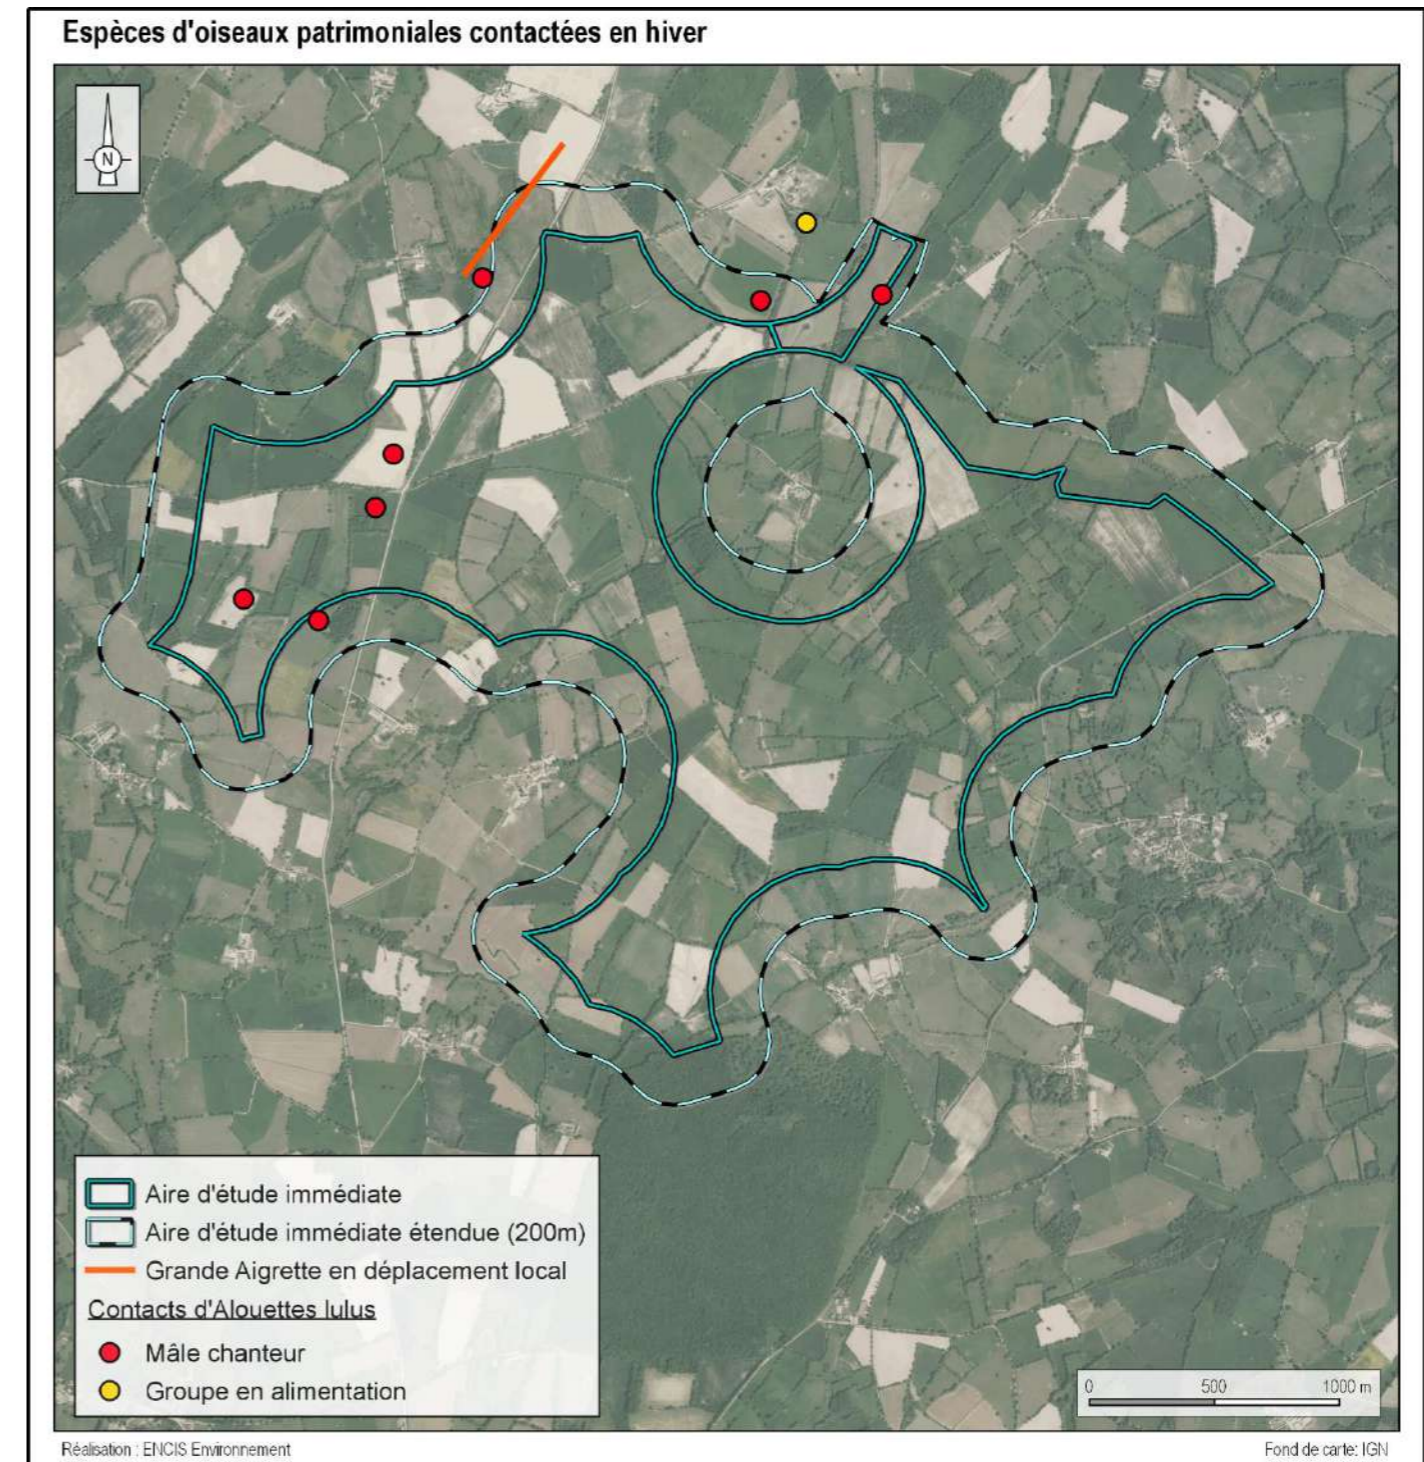 Espèces d'oiseaux patrimoniales contactées en hiver
N
Aire d'étude immédiate
Aire d'étude immédiate étendue (200m)
Grande Aigrette en déplacement local
Contacts d'Alouettes lulus
Mâle chanteur
Groupe en alimentation
0 500 1000 m
Réalisation : ENCIS Environnement
Fond de carte: IGN